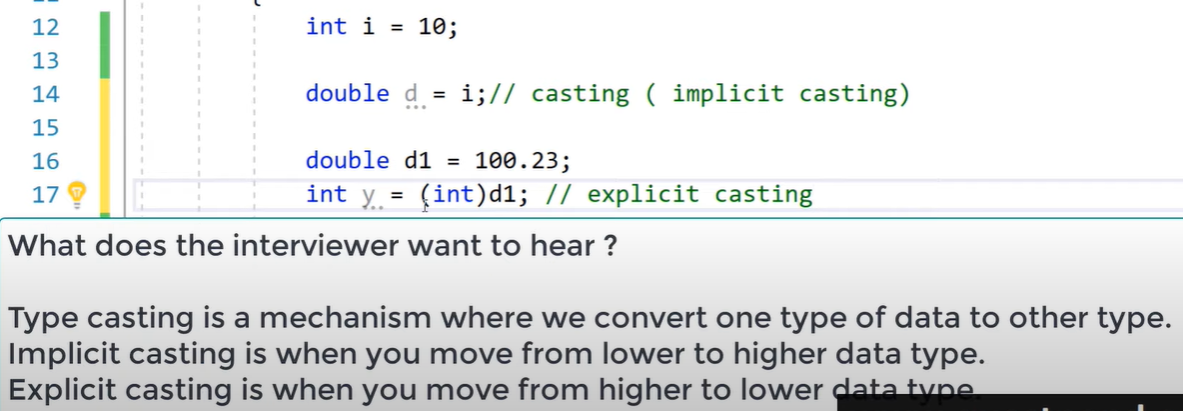 12 int i = 10;
13
14 double d = i;// casting ( implicit casting)
15
16 double d1 = 100.23;
17 int y = (int)d1; // explicit casting
What does the interviewer want to hear ?
Type casting is a mechanism where we convert one type of data to other type.
Implicit casting is when you move from lower to higher data type.
Explicit casting is when you move from higher to lower data type.